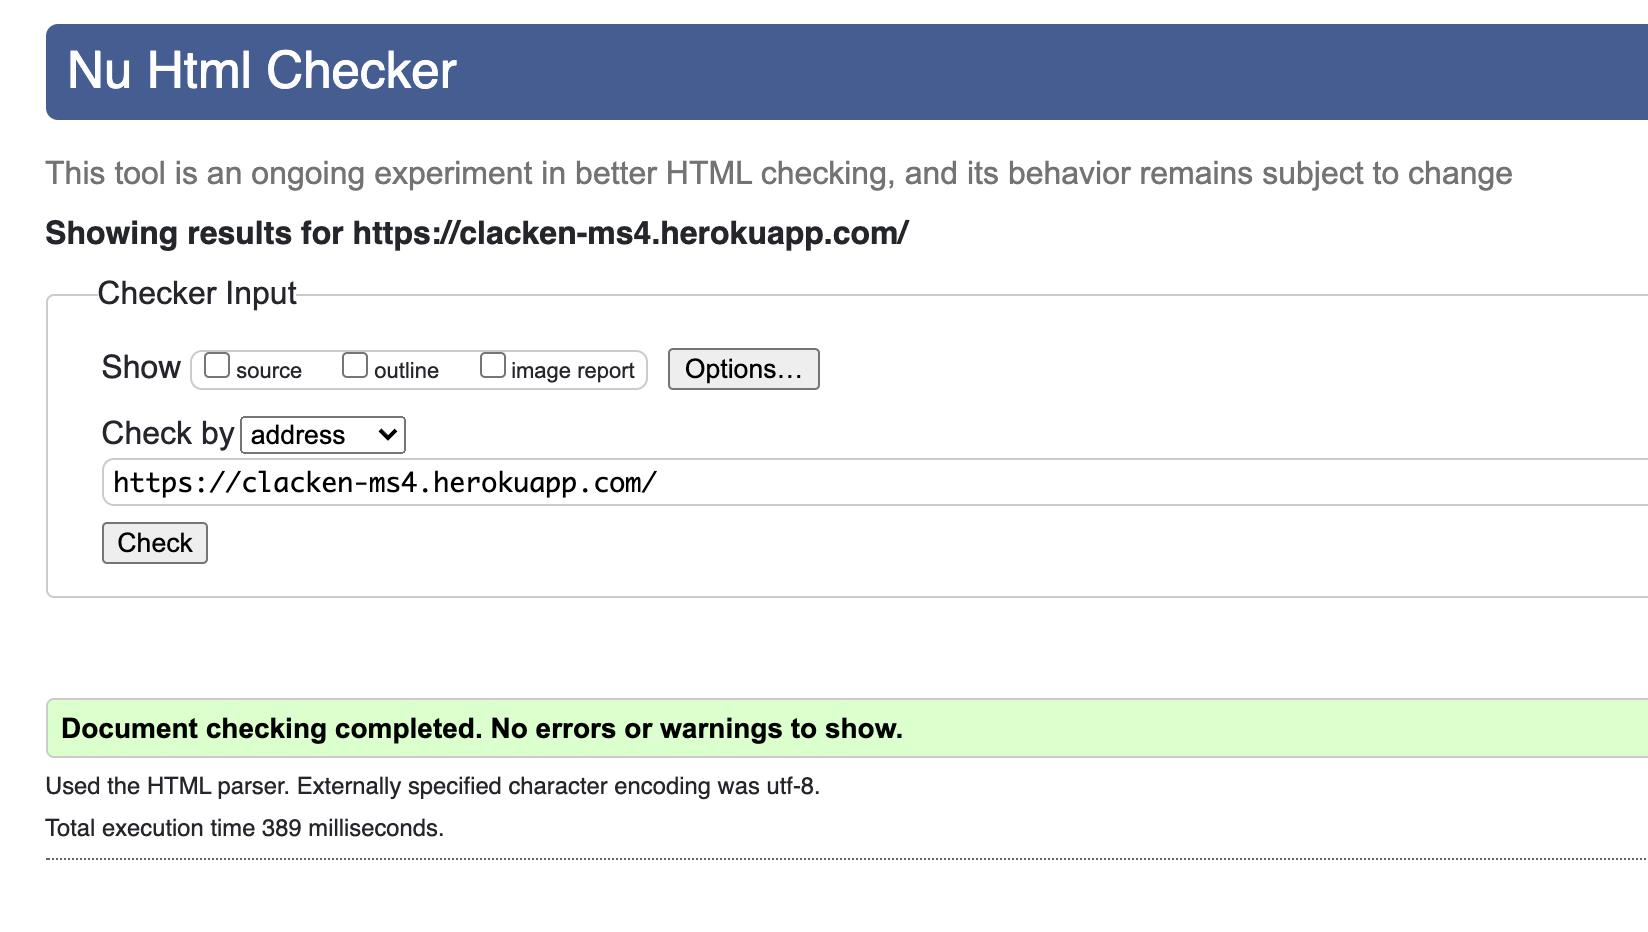 Nu Html Checker
This tool is an ongoing experiment in better HTML checking, and its behavior remains subject to change
Showing results for https://clacken-ms4.herokuapp.com/
Checker Input
Show source outline image report Options…
Check by address
https://clacken-ms4.herokuapp.com/
Check
Document checking completed. No errors or warnings to show.
Used the HTML parser. Externally specified character encoding was utf-8.
Total execution time 389 milliseconds.